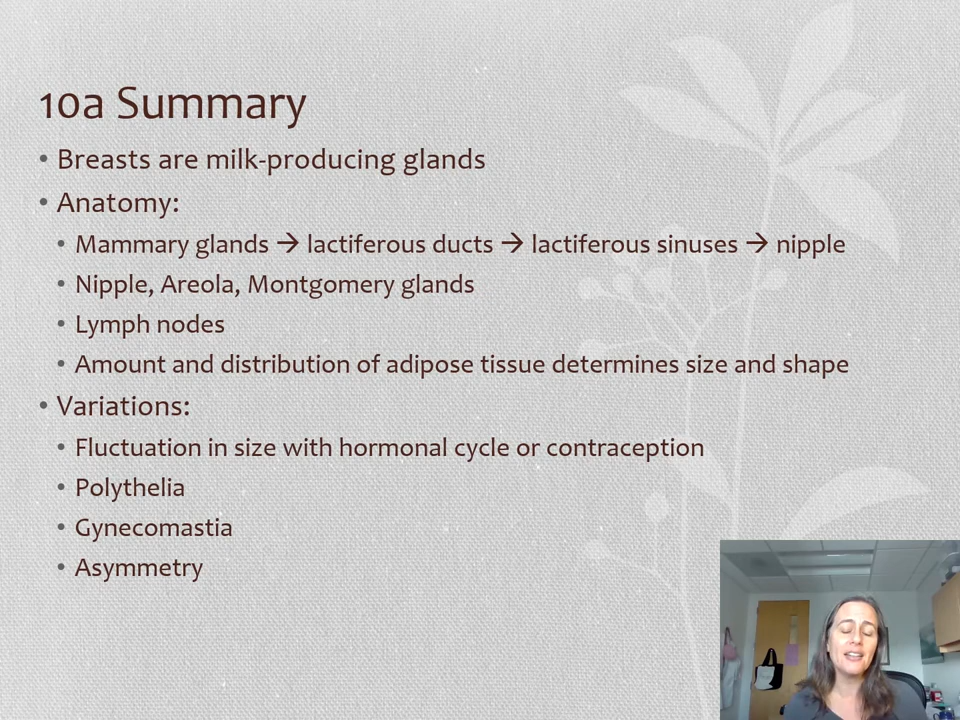 10a Summary
• Breasts are milk-producing glands
• Anatomy:
• Mammary glands → lactiferous ducts → lactiferous sinuses → nipple
• Nipple, Areola, Montgomery glands
• Lymph nodes
• Amount and distribution of adipose tissue determines size and shape
• Variations:
• Fluctuation in size with hormonal cycle or contraception
• Polythelia
• Gynecomastia
• Asymmetry